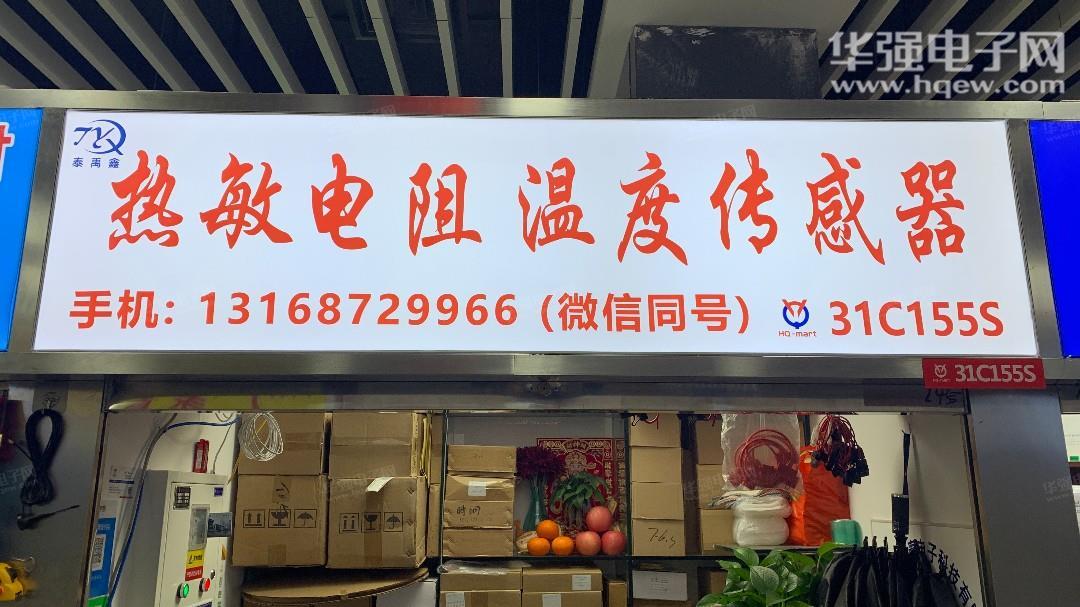 华强电子网
www.hqew.com
TYX
泰禹鑫
热敏电阻 温度传感器
手机: 13168729966 (微信同号)
HQ-mart
31C155S
31C155S